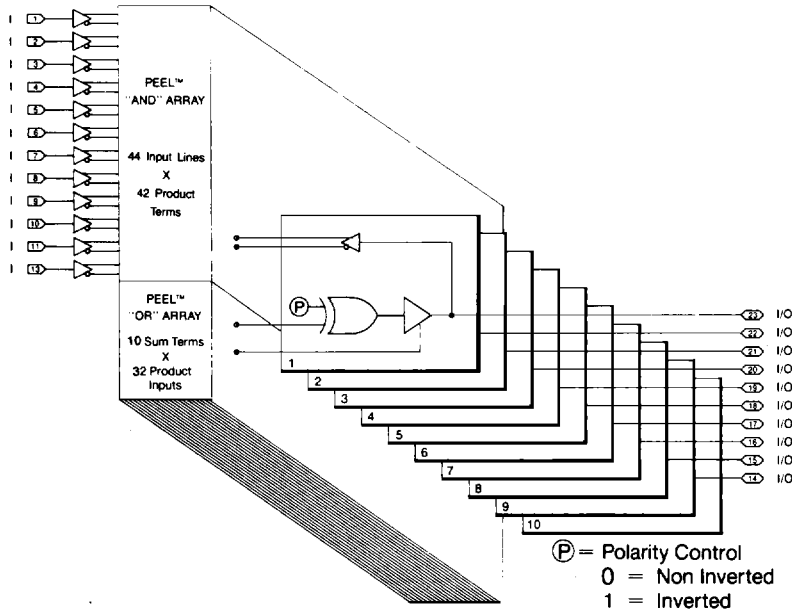 I 1
I 2
I 3
I 4
I 5
I 6
I 7
I 8
I 9
I 10
I 11
I 13
PEEL™
"AND" ARRAY
44 Input Lines
X
42 Product
Terms
PEEL™
"OR" ARRAY
10 Sum Terms
X
32 Product
Inputs
P
1
2
3
4
5
6
7
8
9
10
23 I/O
22 I/O
21 I/O
20 I/O
19 I/O
18 I/O
17 I/O
16 I/O
15 I/O
14 I/O
P = Polarity Control
0 = Non Inverted
1 = Inverted